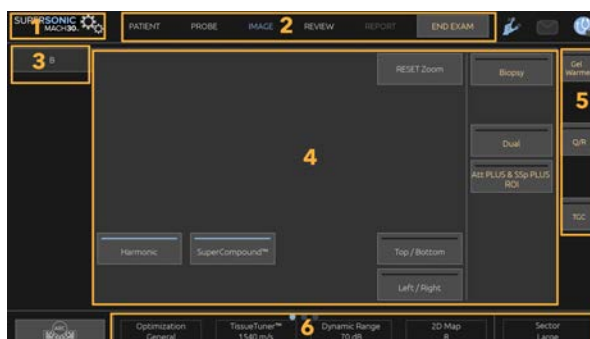 SUPERSONIC
MACH30
1
PATIENT PROBE IMAGE 2 REVIEW REPORT END EXAM
3 B
RESET Zoom
Biopsy
Gel
Warmer
5
4
Dual
Q/R
Att PLUS & SSp PLUS
ROI
TGC
Harmonic
SuperCompound™
Top / Bottom
Left / Right
ABC
Optimization
General
TissueTuner™
1540 m/s
6
Dynamic Range
70 dB
2D Map
8
Sector
Large